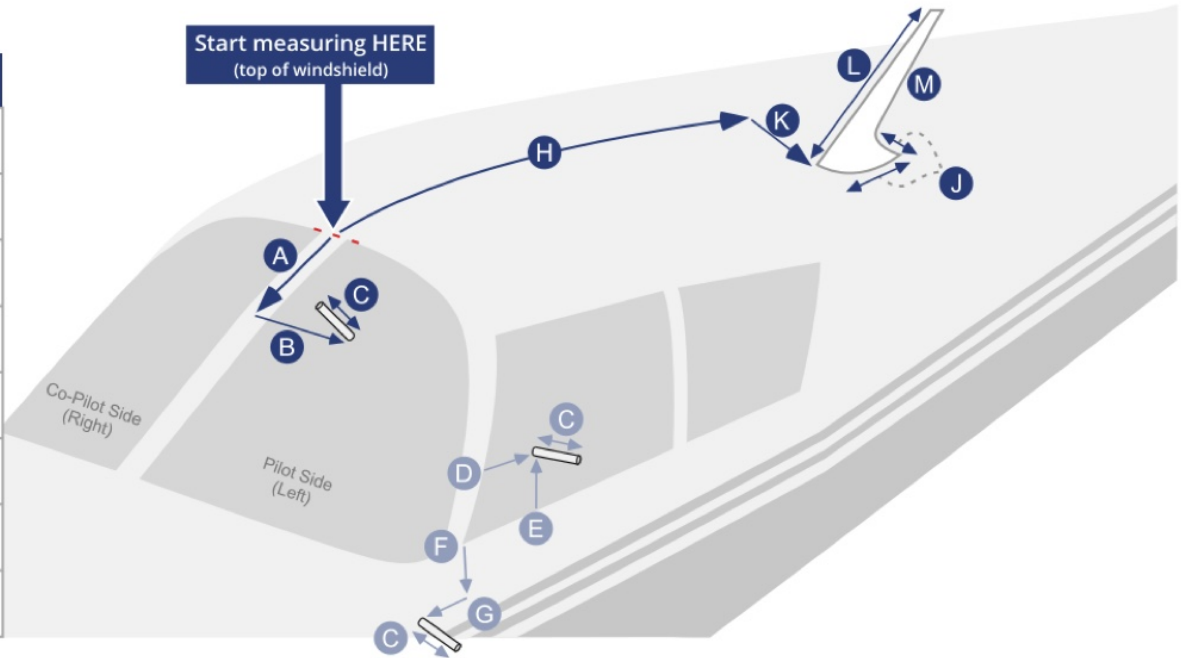 Start measuring HERE
(top of windshield)
L
M
K
H
J
A
C
B
Co-Pilot Side
(Right)
C
Pilot Side
(Left)
D
E
F
G
C